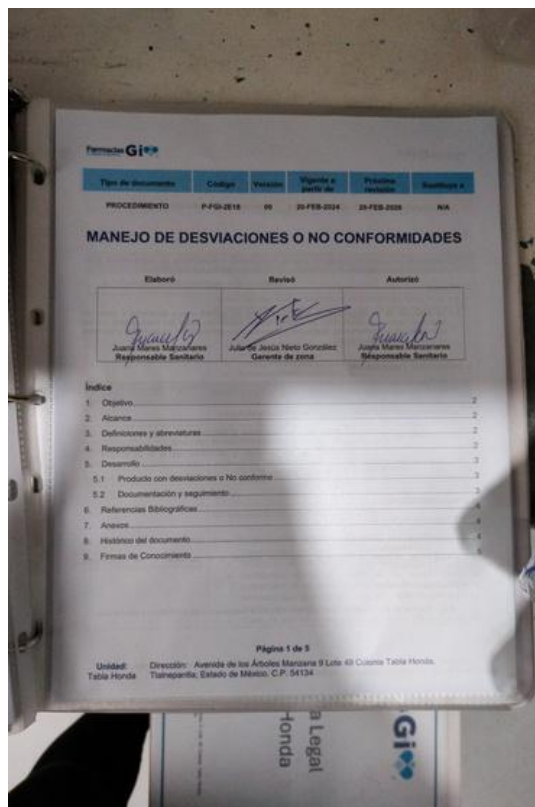 Farmacias Gi
Tipo de documento Código Versión Vigente a partir de Próxima revisión Sustituye a
PROCEDIMIENTO P-FGI-2E18 00 20-FEB-2024 20-FEB-2026 N/A
MANEJO DE DESVIACIONES O NO CONFORMIDADES
Elaboró Revisó Autorizó
Juana Mares Manzanares Julio de Jesús Nieto González Juana Mares Manzanares
Responsable Sanitario Gerente de zona Responsable Sanitario
Índice
1. Objetivo 2
2. Alcance 2
3. Definiciones y abreviaturas 2
4. Responsabilidades 2
5. Desarrollo 3
5.1 Producto con desviaciones o No conforme 3
5.2 Documentación y seguimiento 3
6. Referencias Bibliográficas 4
7. Anexos 4
8. Histórico del documento 4
9. Firmas de Conocimiento 5
Página 1 de 5
Unidad: Dirección: Avenida de los Árboles Manzana 9 Lote 49 Colonia Tabla Honda,
Tabla Honda Tlalnepantla; Estado de México. C.P. 54134
a Legal
Honda
Gi